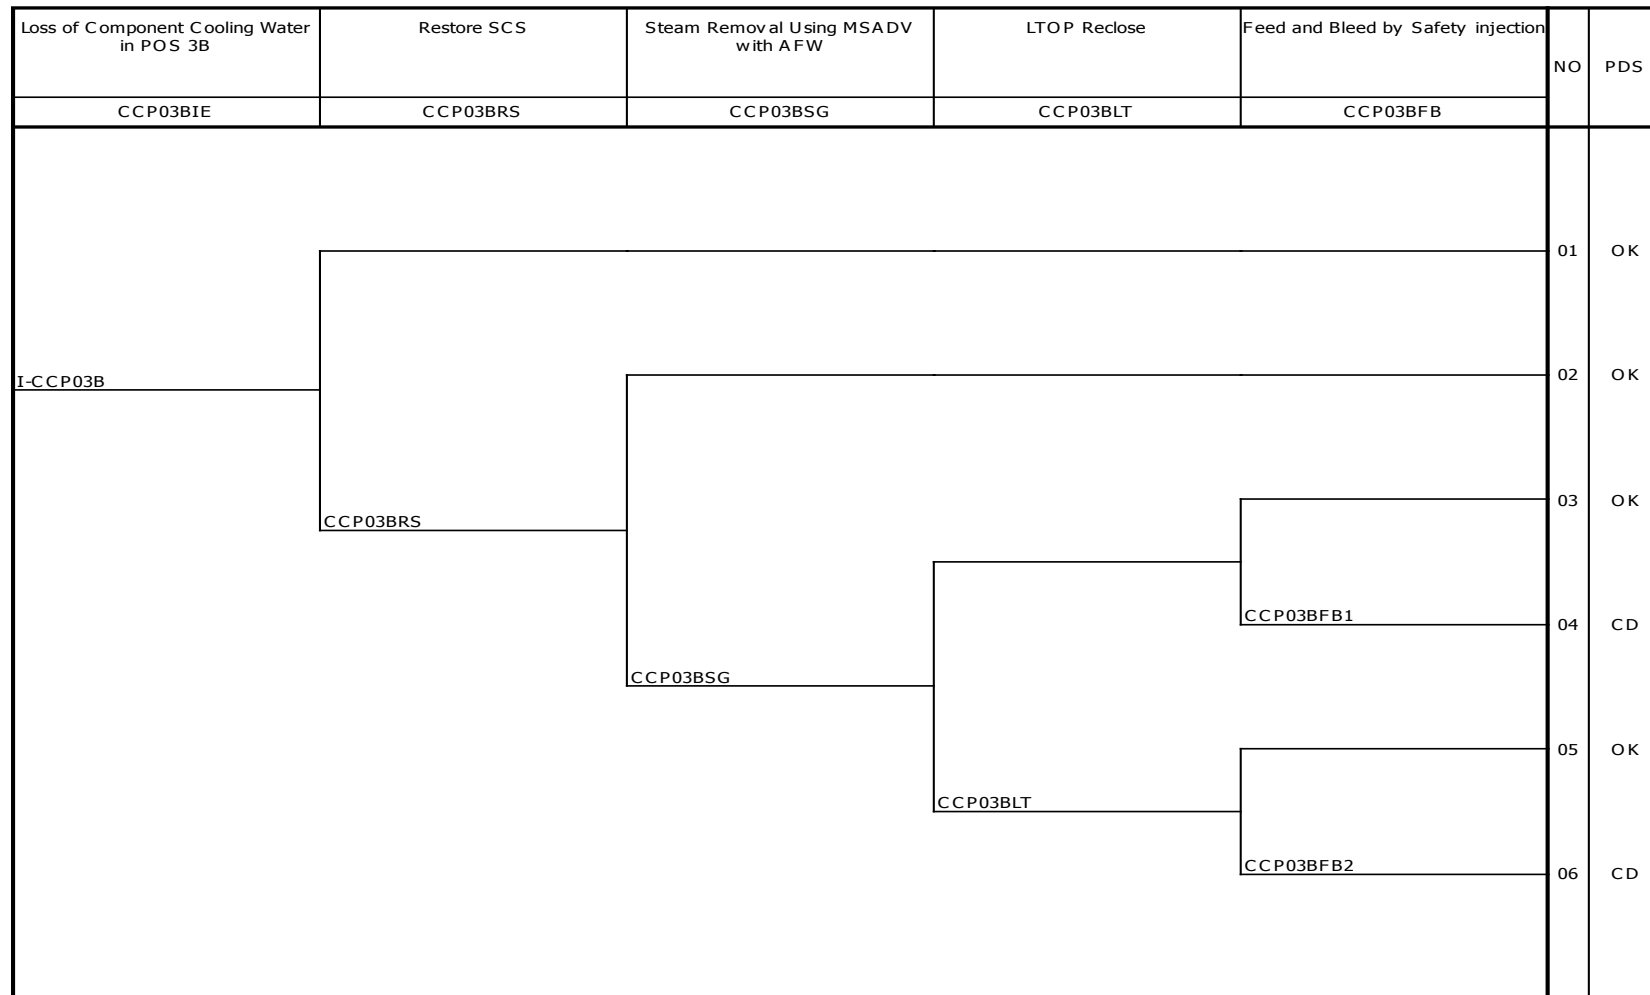 Loss of Component Cooling Water
in POS 3B
Restore SCS
Steam Removal Using MSADV
with AFW
LTOP Reclose
Feed and Bleed by Safety injection
NO
PDS
CCP03BIE
CCP03BRS
CCP03BSG
CCP03BLT
CCP03BFB
01 OK
I-CCP03B
02 OK
03 OK
CCP03BRS
CCP03BFB1
04 CD
CCP03BSG
05 OK
CCP03BLT
CCP03BFB2
06 CD